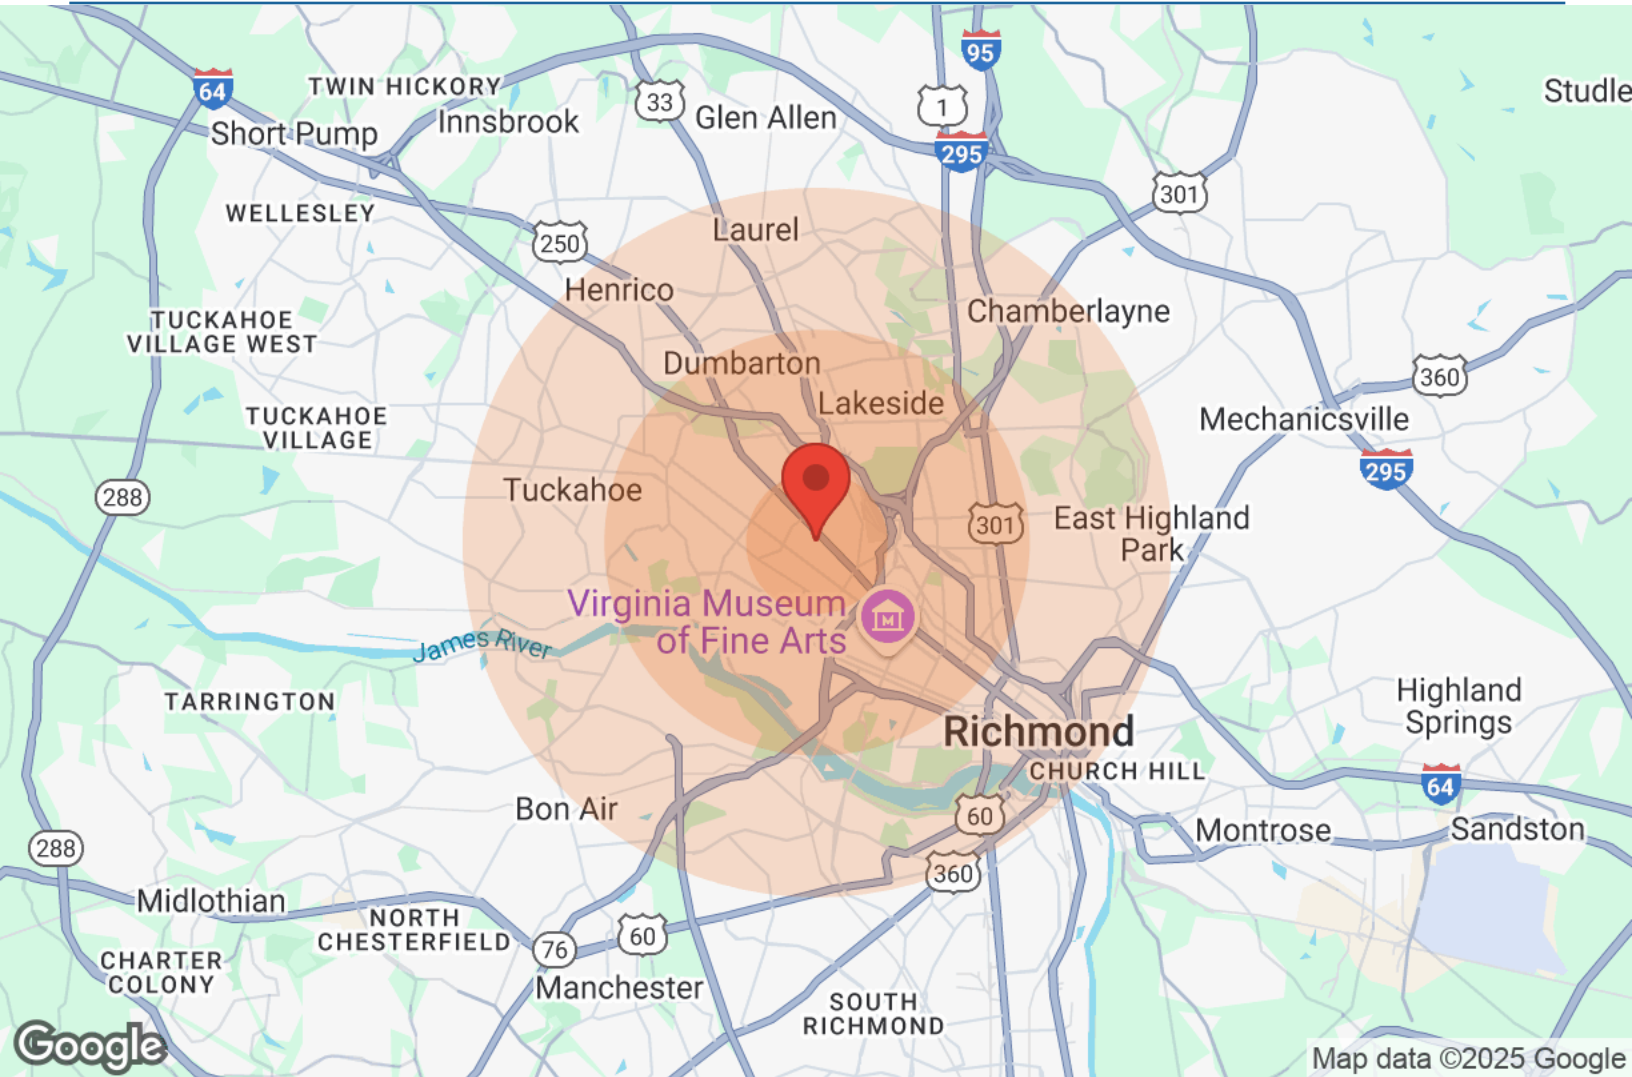 95
64
TWIN HICKORY
Studle
33
1
Glen Allen
Innsbrook
Short Pump
295
301
WELLESLEY
Laurel
250
Henrico
Chamberlayne
TUCKAHOE
VILLAGE WEST
Dumbarton
360
Lakeside
TUCKAHOE
VILLAGE
Mechanicsville
295
Tuckahoe
288
301
East Highland
Park
Virginia Museum
of Fine Arts
M
James River
TARRINGTON
Highland
Springs
Richmond
CHURCH HILL
64
Bon Air
60
Montrose
Sandston
288
360
Midlothian
NORTH
CHESTERFIELD
60
76
CHARTER
COLONY
Manchester
SOUTH
RICHMOND
Google
Map data ©2025 Google